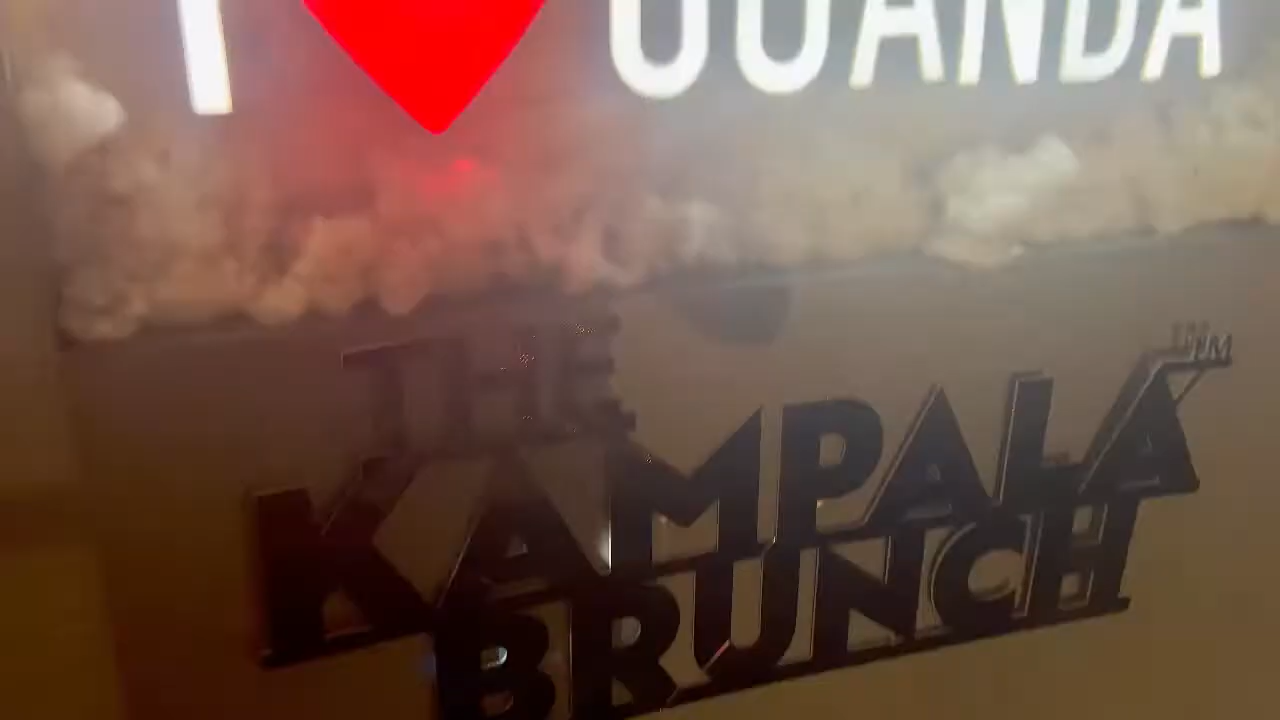 I ❤ UGANDA
THE
KAMPALA™
BRUNCH